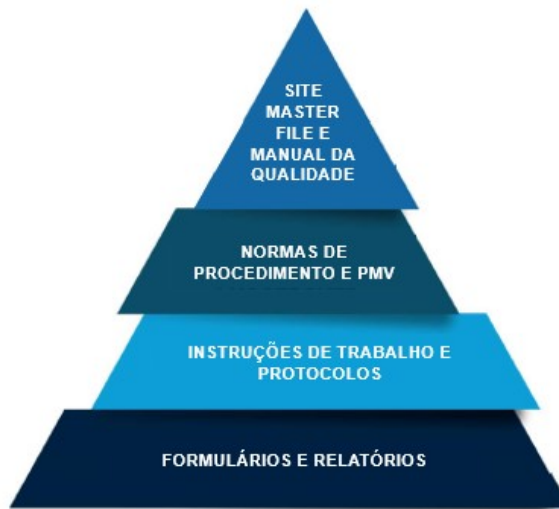 SITE
MASTER
FILE E
MANUAL DA
QUALIDADE
NORMAS DE
PROCEDIMENTO E PMV
INSTRUÇÕES DE TRABALHO E
PROTOCOLOS
FORMULÁRIOS E RELATÓRIOS